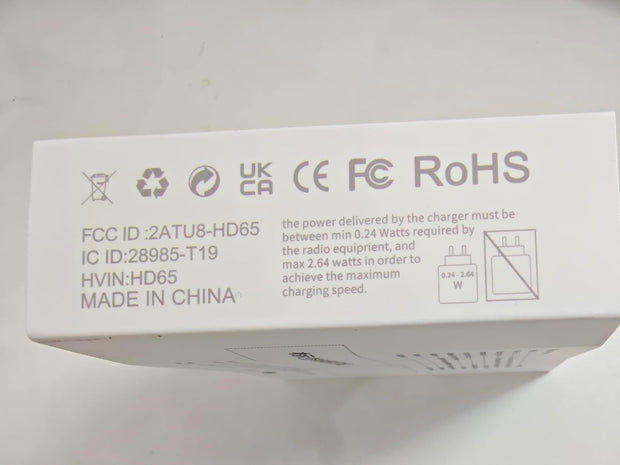 UK CA CE FC RoHS
FCC ID :2ATU8-HD65
IC ID:28985-T19
HVIN:HD65
MADE IN CHINA
the power delivered by the charger must be
between min 0.24 Watts required by
the radio equiprient, and
max 2.64 watts in order to
achieve the maximum
charging speed.
0.24 - 2.64
W